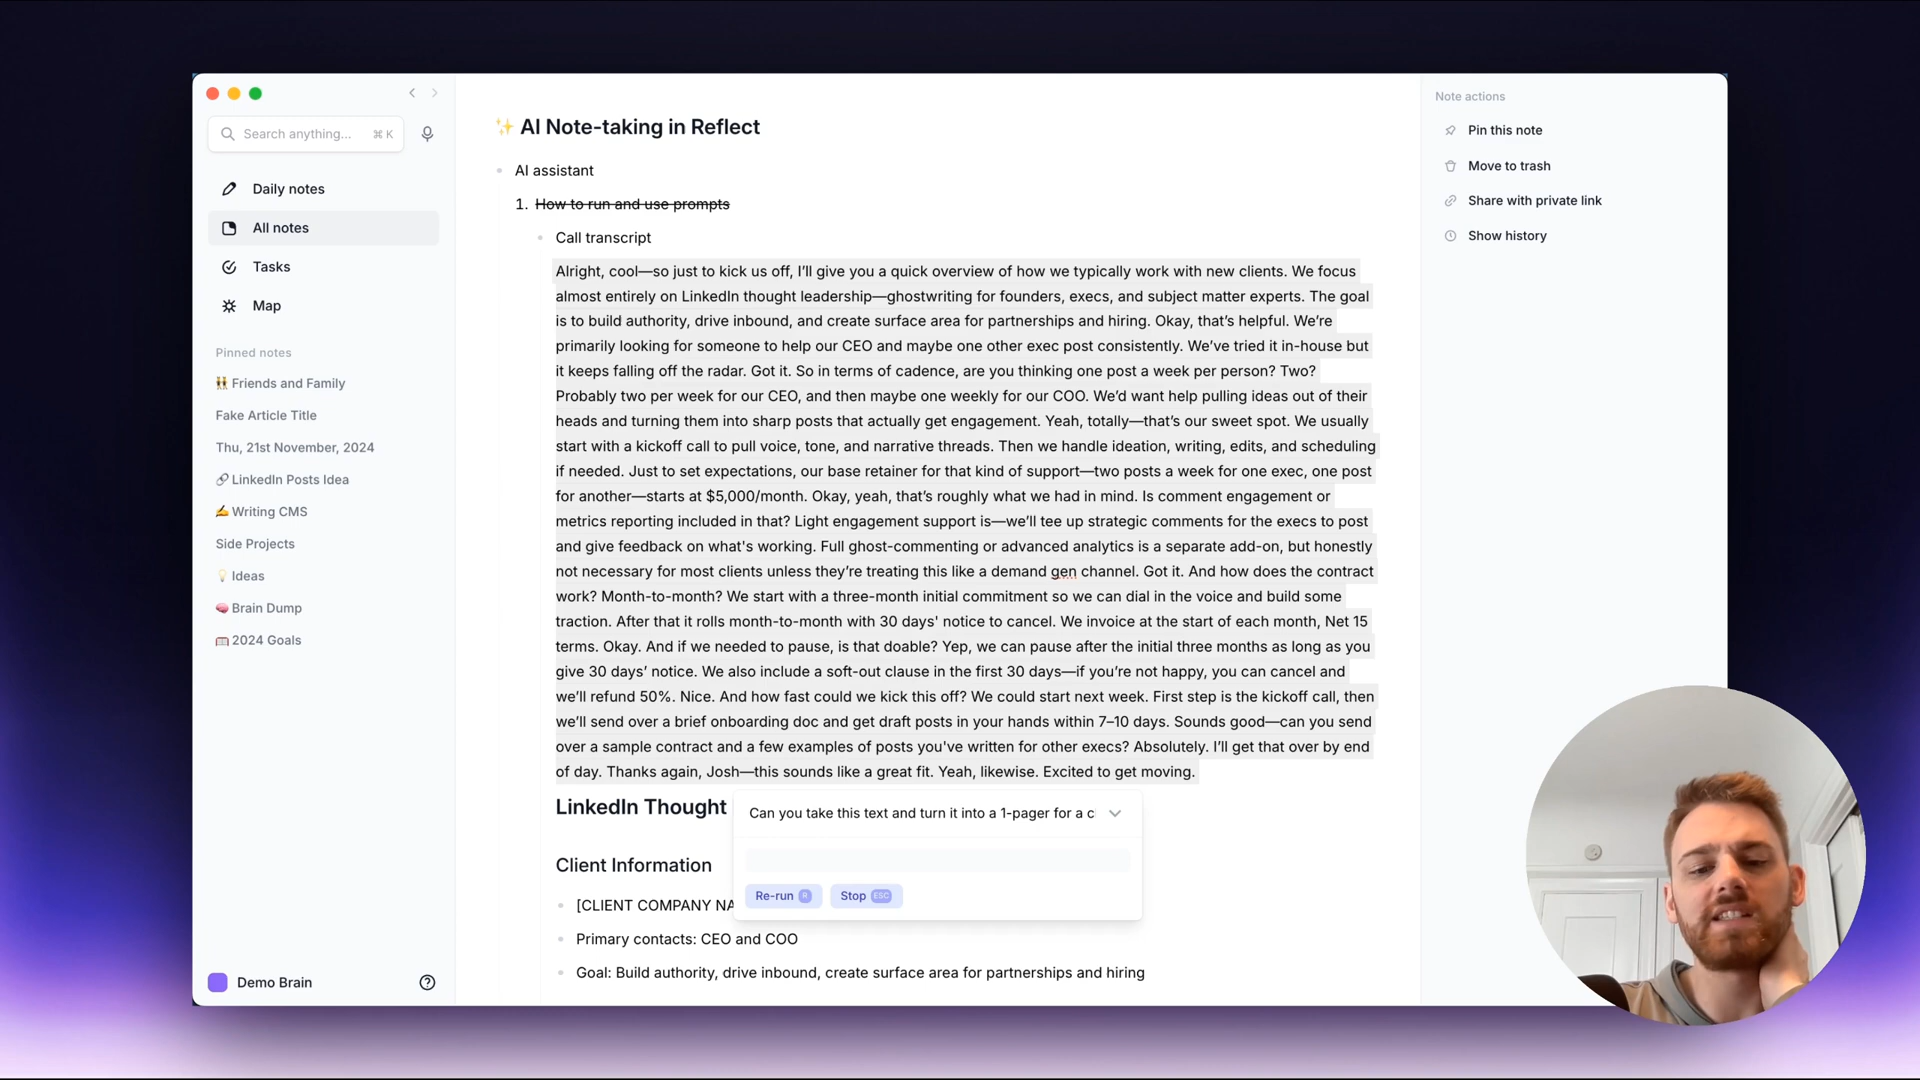 Search anything...
⌘ K
Daily notes
All notes
Tasks
Map
Pinned notes
Friends and Family
Fake Article Title
Thu, 21st November, 2024
LinkedIn Posts Idea
Writing CMS
Side Projects
Ideas
Brain Dump
2024 Goals
Demo Brain
AI Note-taking in Reflect
AI assistant
1. How to run and use prompts
Call transcript
Alright, cool—so just to kick us off, I’ll give you a quick overview of how we typically work with new clients. We focus
almost entirely on LinkedIn thought leadership—ghostwriting for founders, execs, and subject matter experts. The goal
is to build authority, drive inbound, and create surface area for partnerships and hiring. Okay, that’s helpful. We’re
primarily looking for someone to help our CEO and maybe one other exec post consistently. We’ve tried it in-house but
it keeps falling off the radar. Got it. So in terms of cadence, are you thinking one post a week per person? Two?
Probably two per week for our CEO, and then maybe one weekly for our COO. We’d want help pulling ideas out of their
heads and turning them into sharp posts that actually get engagement. Yeah, totally—that’s our sweet spot. We usually
start with a kickoff call to pull voice, tone, and narrative threads. Then we handle ideation, writing, edits, and scheduling
if needed. Just to set expectations, our base retainer for that kind of support—two posts a week for one exec, one post
for another—starts at $5,000/month. Okay, yeah, that’s roughly what we had in mind. Is comment engagement or
metrics reporting included in that? Light engagement support is—we’ll tee up strategic comments for the execs to post
and give feedback on what's working. Full ghost-commenting or advanced analytics is a separate add-on, but honestly
not necessary for most clients unless they’re treating this like a demand gen channel. Got it. And how does the contract
work? Month-to-month? We start with a three-month initial commitment so we can dial in the voice and build some
traction. After that it rolls month-to-month with 30 days' notice to cancel. We invoice at the start of each month, Net 15
terms. Okay. And if we needed to pause, is that doable? Yep, we can pause after the initial three months as long as you
give 30 days’ notice. We also include a soft-out clause in the first 30 days—if you’re not happy, you can cancel and
we’ll refund 50%. Nice. And how fast could we kick this off? We could start next week. First step is the kickoff call, then
we’ll send over a brief onboarding doc and get draft posts in your hands within 7–10 days. Sounds good—can you send
over a sample contract and a few examples of posts you've written for other execs? Absolutely. I’ll get that over by end
of day. Thanks again, Josh—this sounds like a great fit. Yeah, likewise. Excited to get moving.
LinkedIn Thought
Can you take this text and turn it into a 1-pager for a c
Client Information
Re-run R
Stop ESC
[CLIENT COMPANY NA
Primary contacts: CEO and COO
Goal: Build authority, drive inbound, create surface area for partnerships and hiring
Note actions
Pin this note
Move to trash
Share with private link
Show history